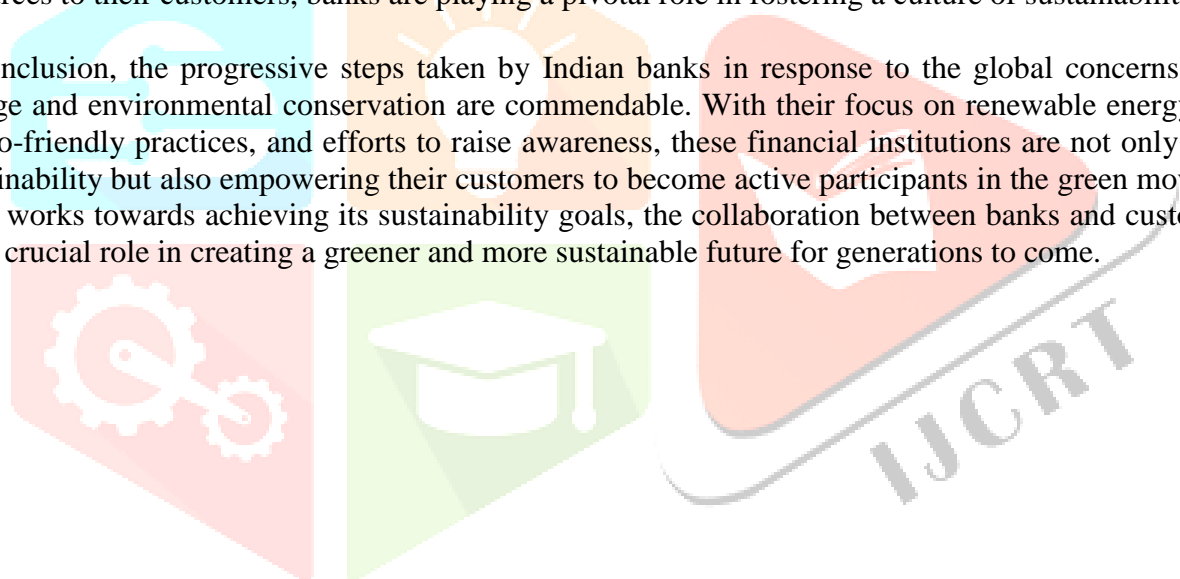 rces to their customers, banks are playing a pivotal role in fostering a culture of sustainabilit
nclusion, the progressive steps taken by Indian banks in response to the global concerns
ge and environmental conservation are commendable. With their focus on renewable energy
o-friendly practices, and efforts to raise awareness, these financial institutions are not only
inability but also empowering their customers to become active participants in the green mov
works towards achieving its sustainability goals, the collaboration between banks and custo
crucial role in creating a greener and more sustainable future for generations to come.
IJCRT